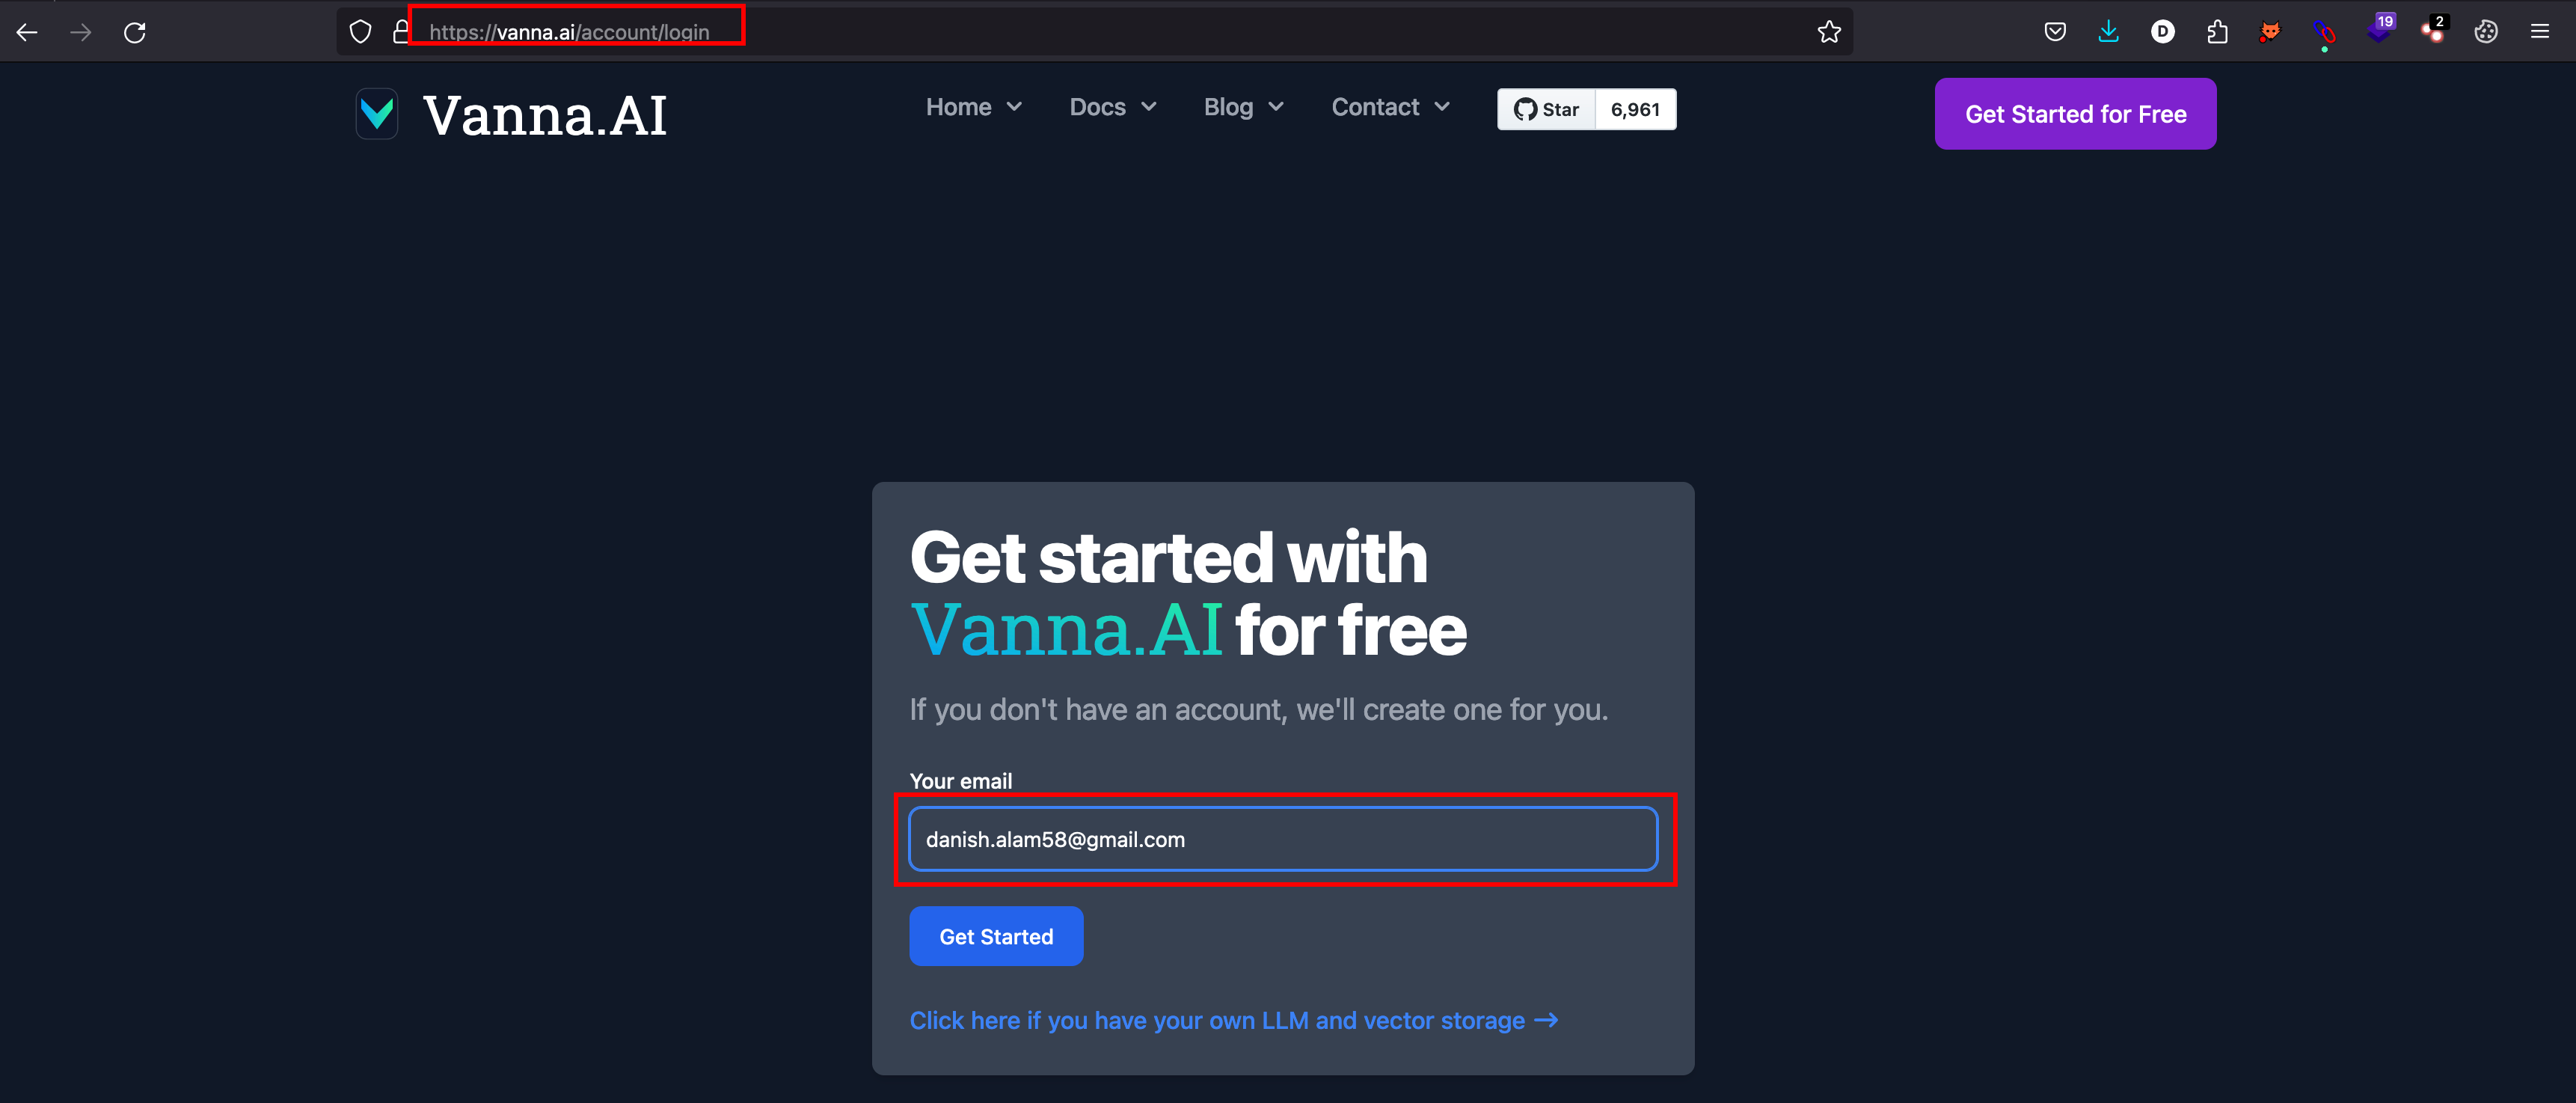 https://vanna.ai/account/login
D
19
2
Vanna.AI
Home
Docs
Blog
Contact
Star
6,961
Get Started for Free
Get started with
Vanna.AI for free
If you don't have an account, we'll create one for you.
Your email
danish.alam58@gmail.com
Get Started
Click here if you have your own LLM and vector storage →